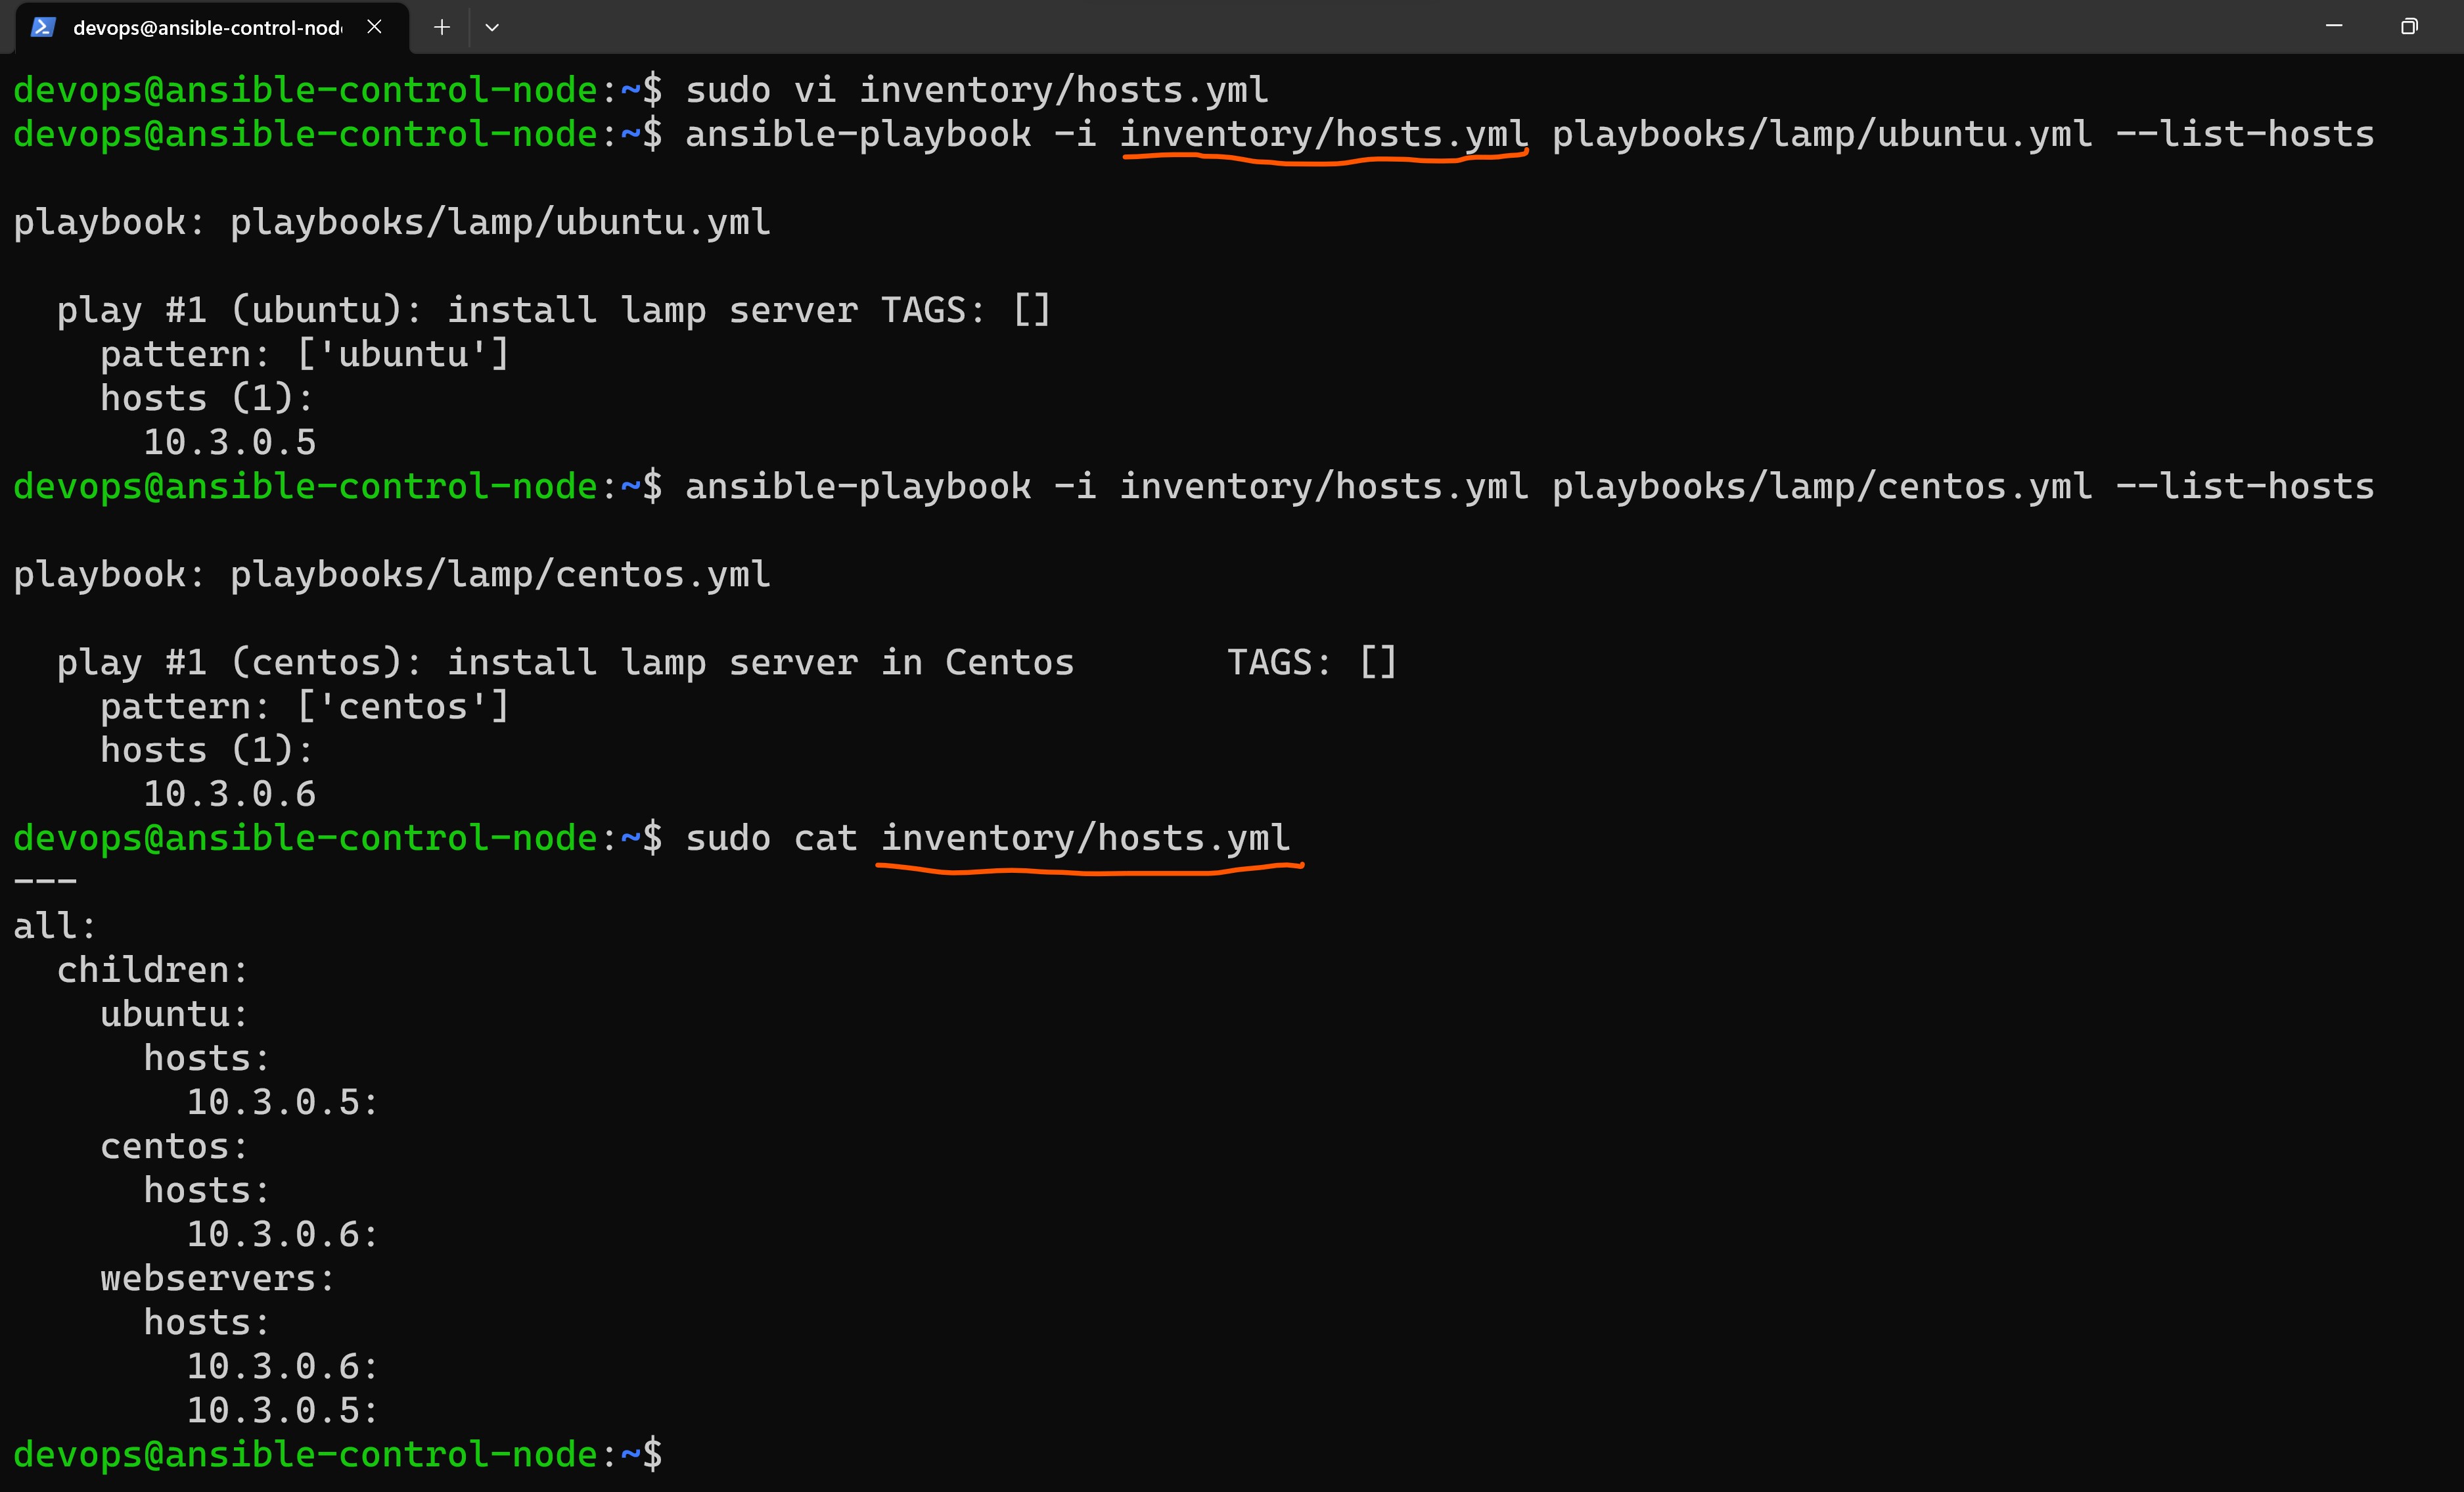 devops@ansible-control-nod
devops@ansible-control-node:~$ sudo vi inventory/hosts.yml
devops@ansible-control-node:~$ ansible-playbook -i inventory/hosts.yml playbooks/lamp/ubuntu.yml --list-hosts
playbook: playbooks/lamp/ubuntu.yml
play #1 (ubuntu): install lamp server TAGS: []
pattern: ['ubuntu']
hosts (1):
10.3.0.5
devops@ansible-control-node:~$ ansible-playbook -i inventory/hosts.yml playbooks/lamp/centos.yml --list-hosts
playbook: playbooks/lamp/centos.yml
play #1 (centos): install lamp server in Centos TAGS: []
pattern: ['centos']
hosts (1):
10.3.0.6
devops@ansible-control-node:~$ sudo cat inventory/hosts.yml
---
all:
children:
ubuntu:
hosts:
10.3.0.5:
centos:
hosts:
10.3.0.6:
webservers:
hosts:
10.3.0.6:
10.3.0.5:
devops@ansible-control-node:~$